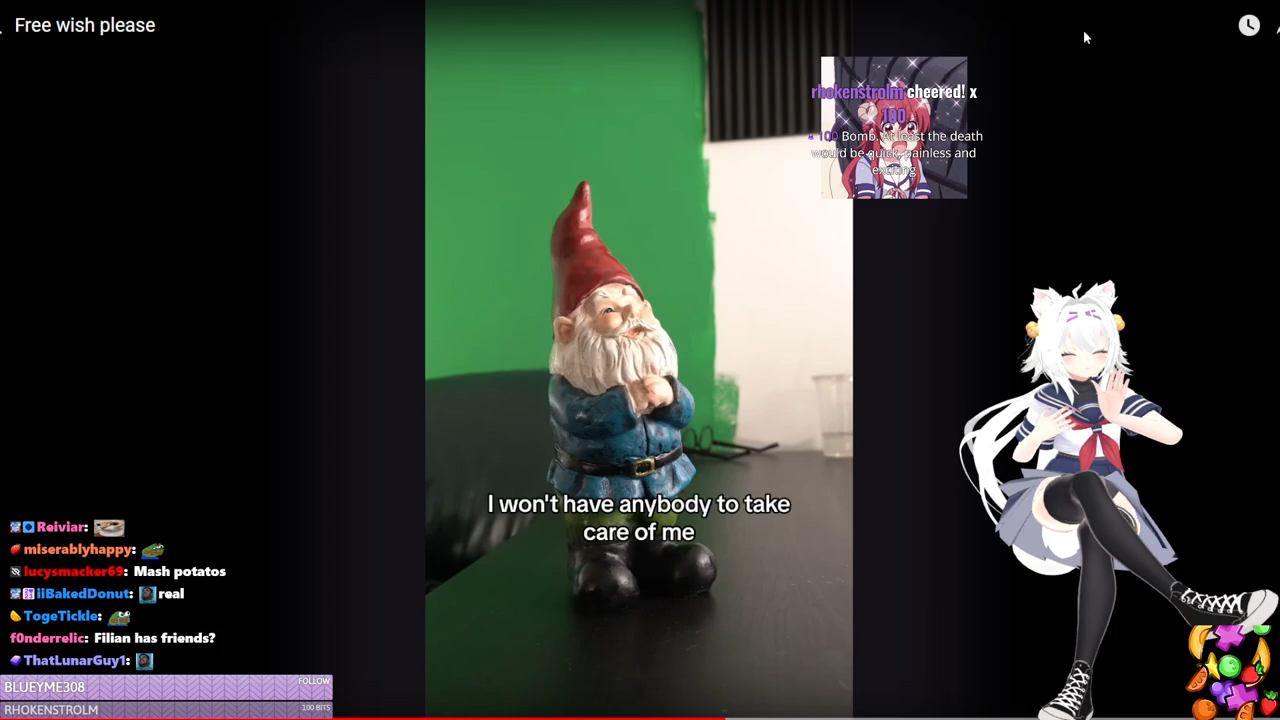 Free wish please
rhokenstrolm cheered! x
100
100 Bomb. At least the death
would be quick, painless and
exciting
I won't have anybody to take
care of me
Reiviar:
miserablyhappy:
lucysmacker69: Mash potatos
iiBakedDonut: real
TogeTickle:
f0nderrelic: Filian has friends?
ThatLunarGuy1:
BLUEYME308 FOLLOW
RHOKENSTROLM 100 BITS